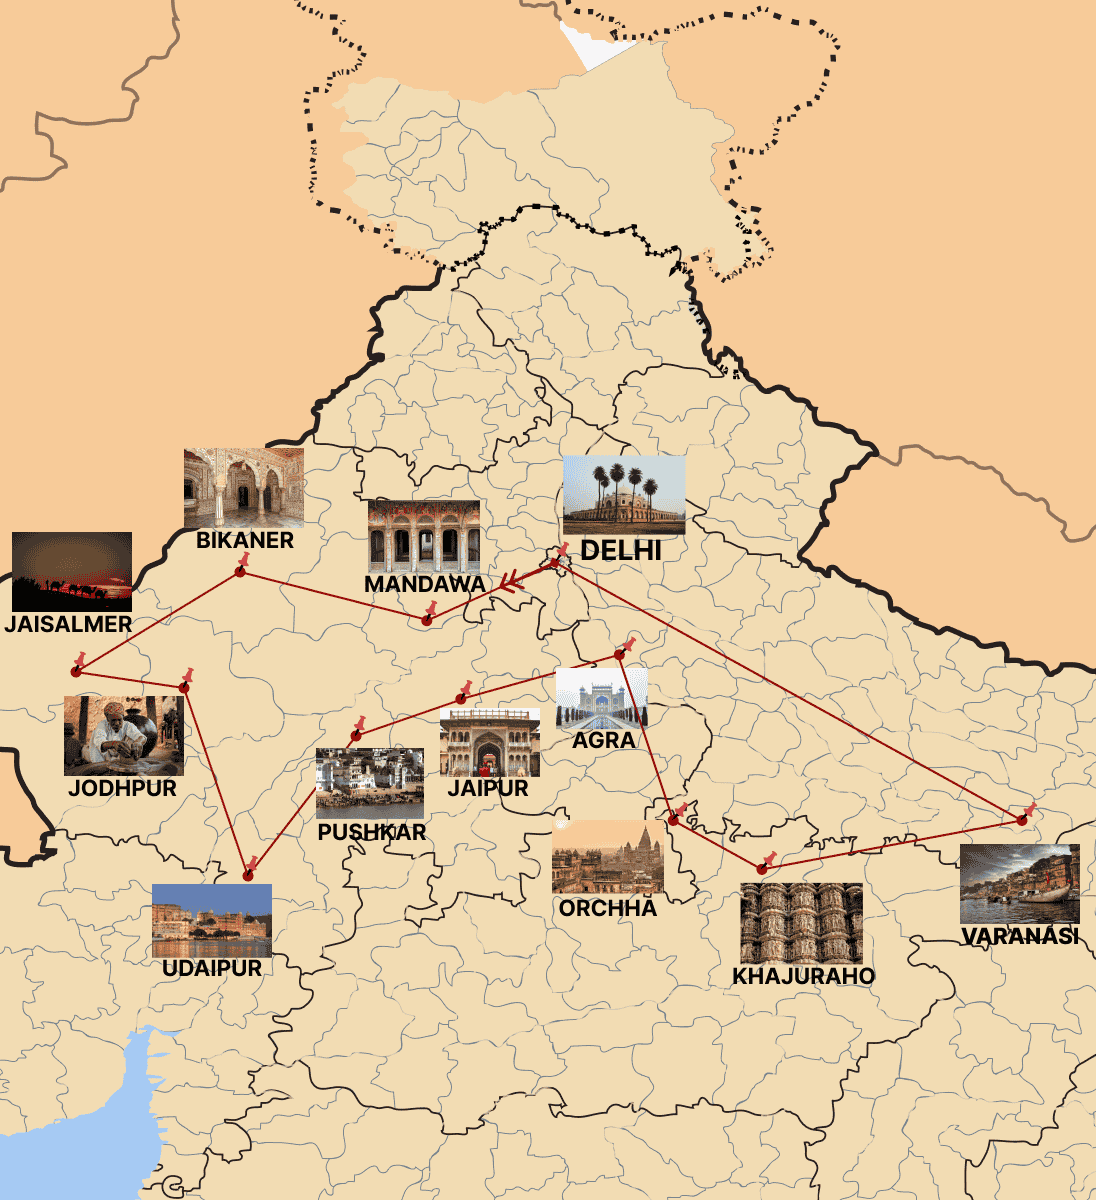 BIKANER
DELHI
MANDAWA
JAISALMER
AGRA
JODHPUR
JAIPUR
PUSHKAR
ORCHHA
VARANASI
UDAIPUR
KHAJURAHO